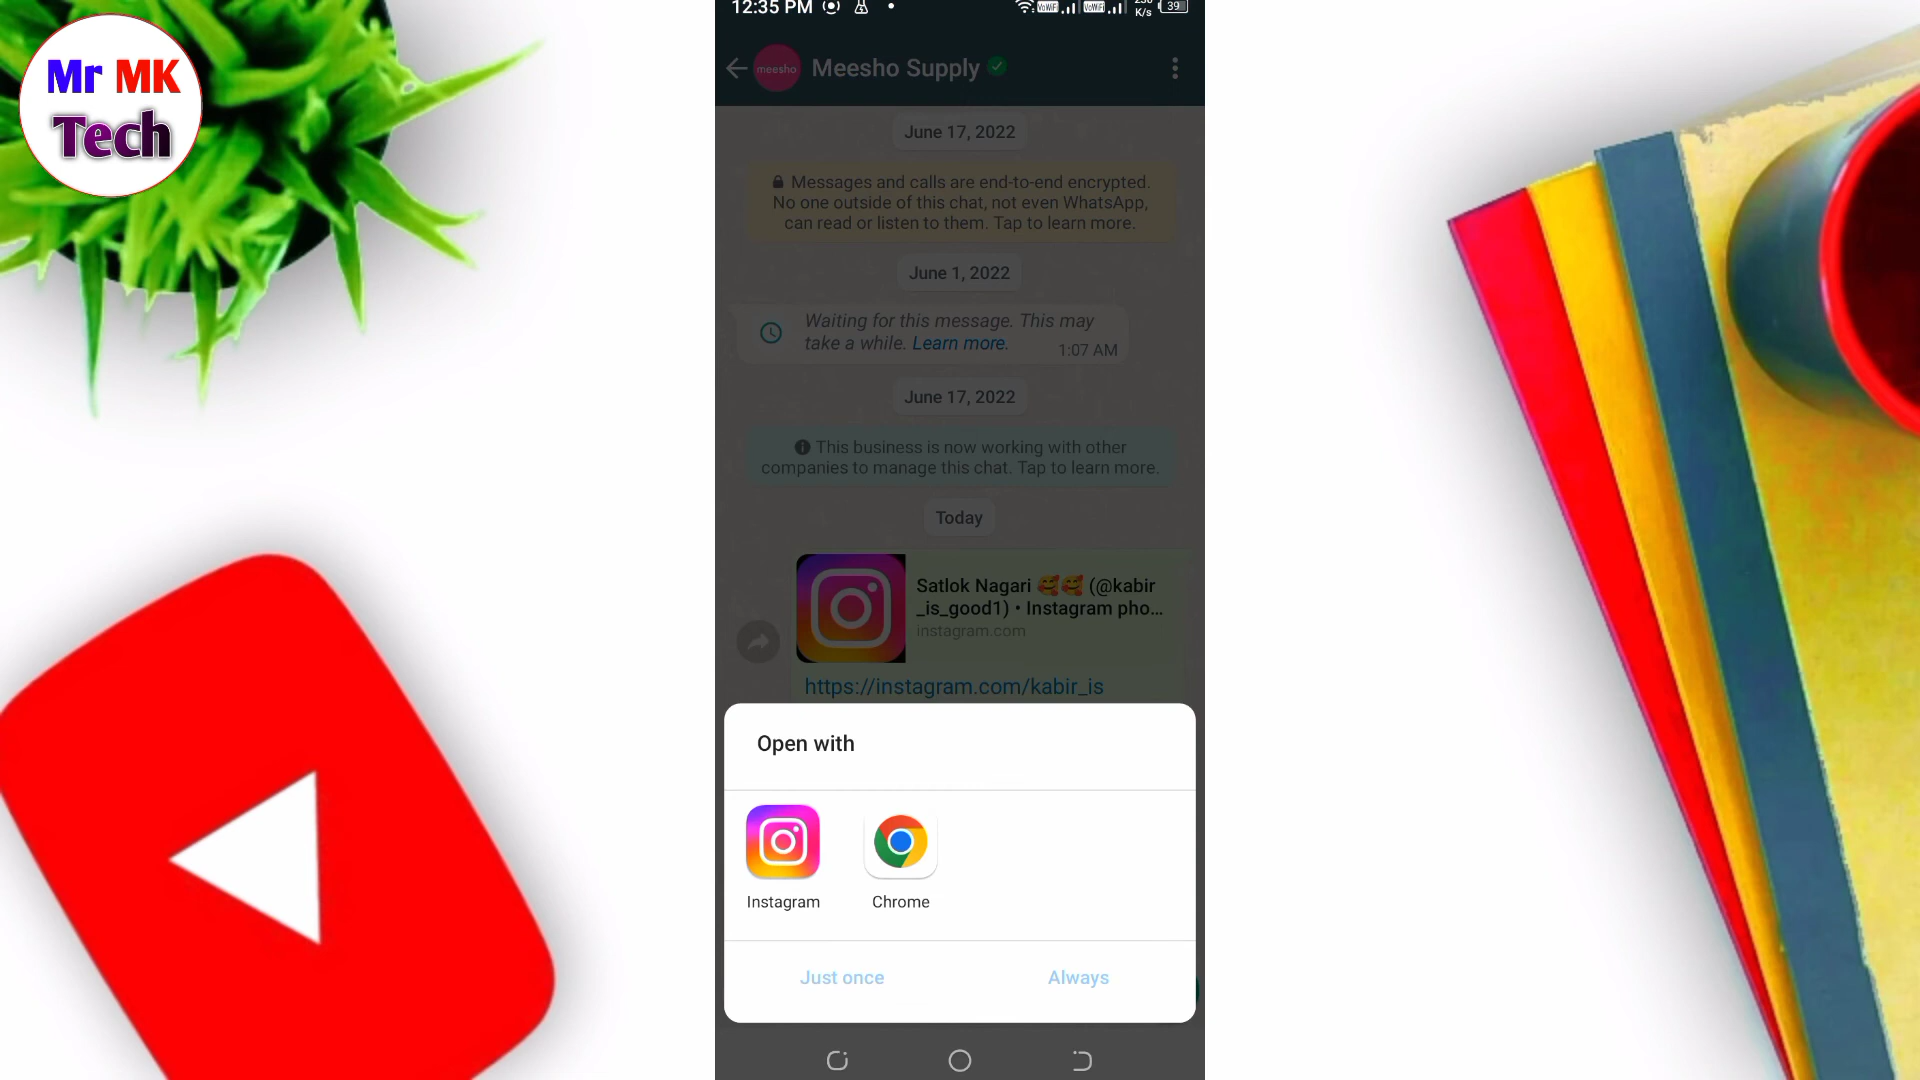 Mr MK
Tech
12:35 PM
VoWiFi
VoWiFi
K/s
39
meesho
Meesho Supply
June 17, 2022
Messages and calls are end-to-end encrypted.
No one outside of this chat, not even WhatsApp,
can read or listen to them. Tap to learn more.
June 1, 2022
Waiting for this message. This may
take a while. Learn more.
1:07 AM
June 17, 2022
This business is now working with other
companies to manage this chat. Tap to learn more.
Today
Satlok Nagari 🥰🥰 (@kabir
_is_good1) • Instagram pho...
instagram.com
https://instagram.com/kabir_is
Open with
Instagram
Chrome
Just once
Always